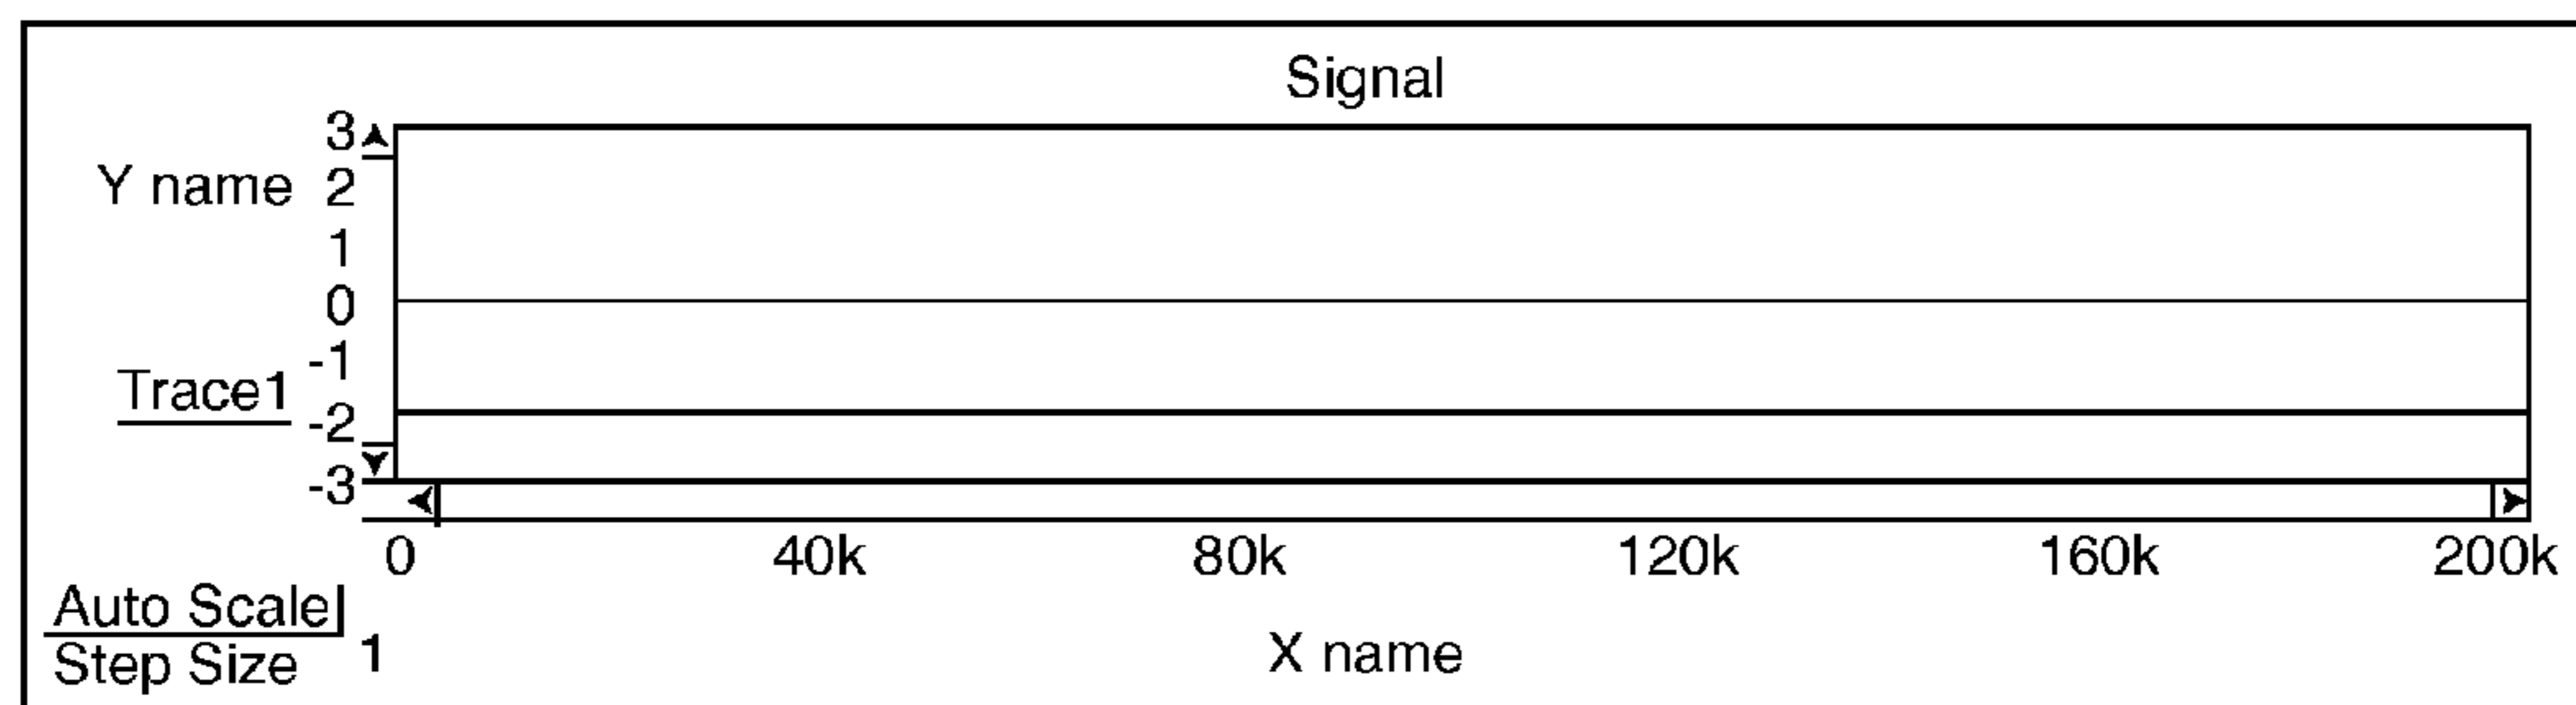 Signal
3
Y name 2
1
0
-1
Trace1
-2
-3
0 40k 80k 120k 160k 200k
Auto Scale
Step Size 1
X name